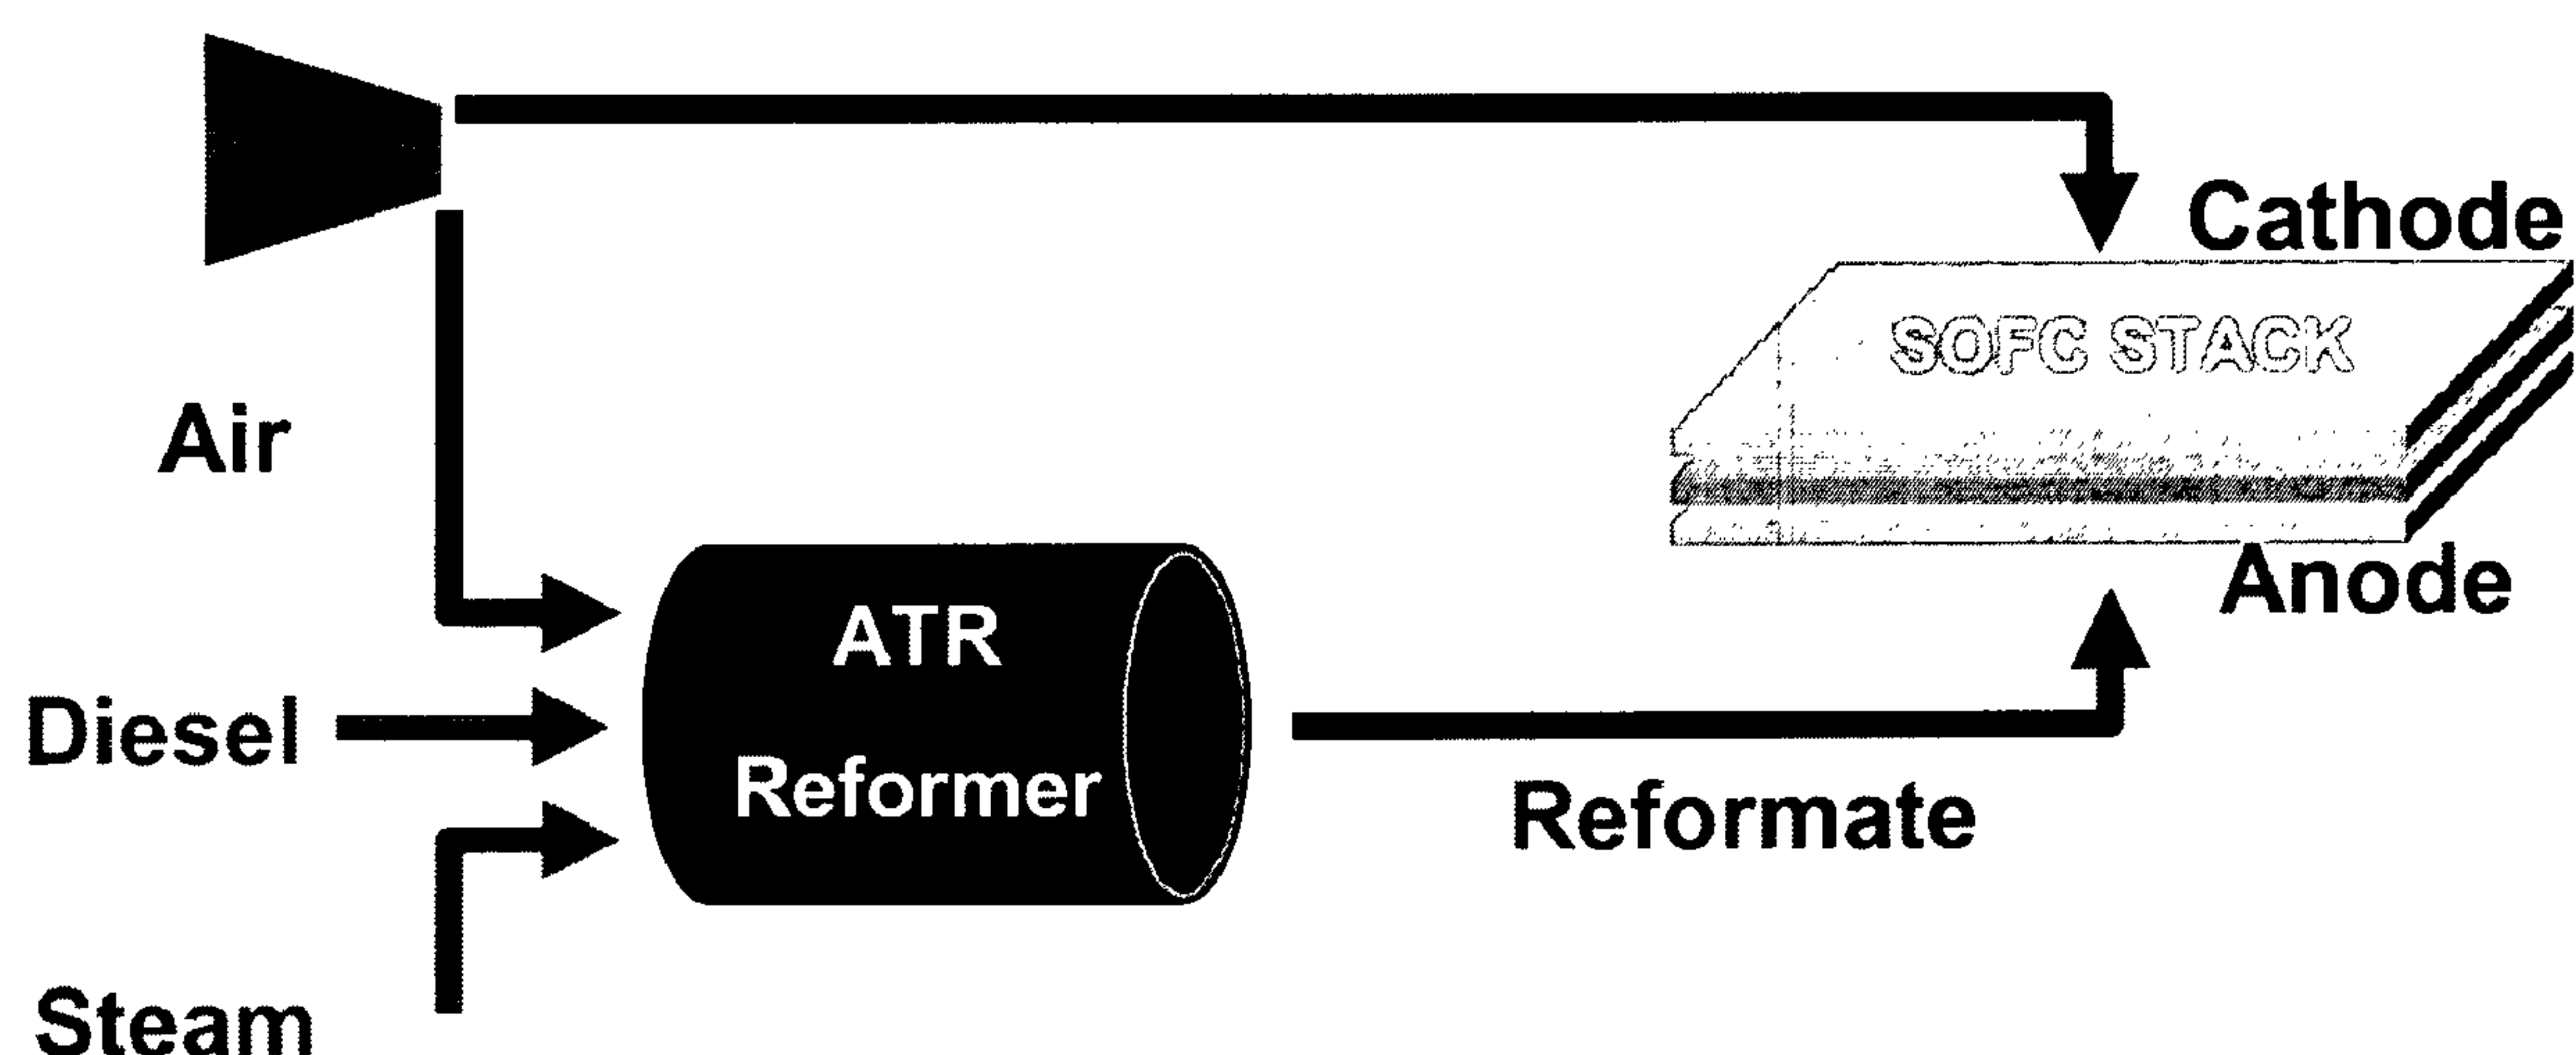 Cathode
SOFC STACK
Air
Anode
ATR
Reformer
Diesel
Reformate
Steam